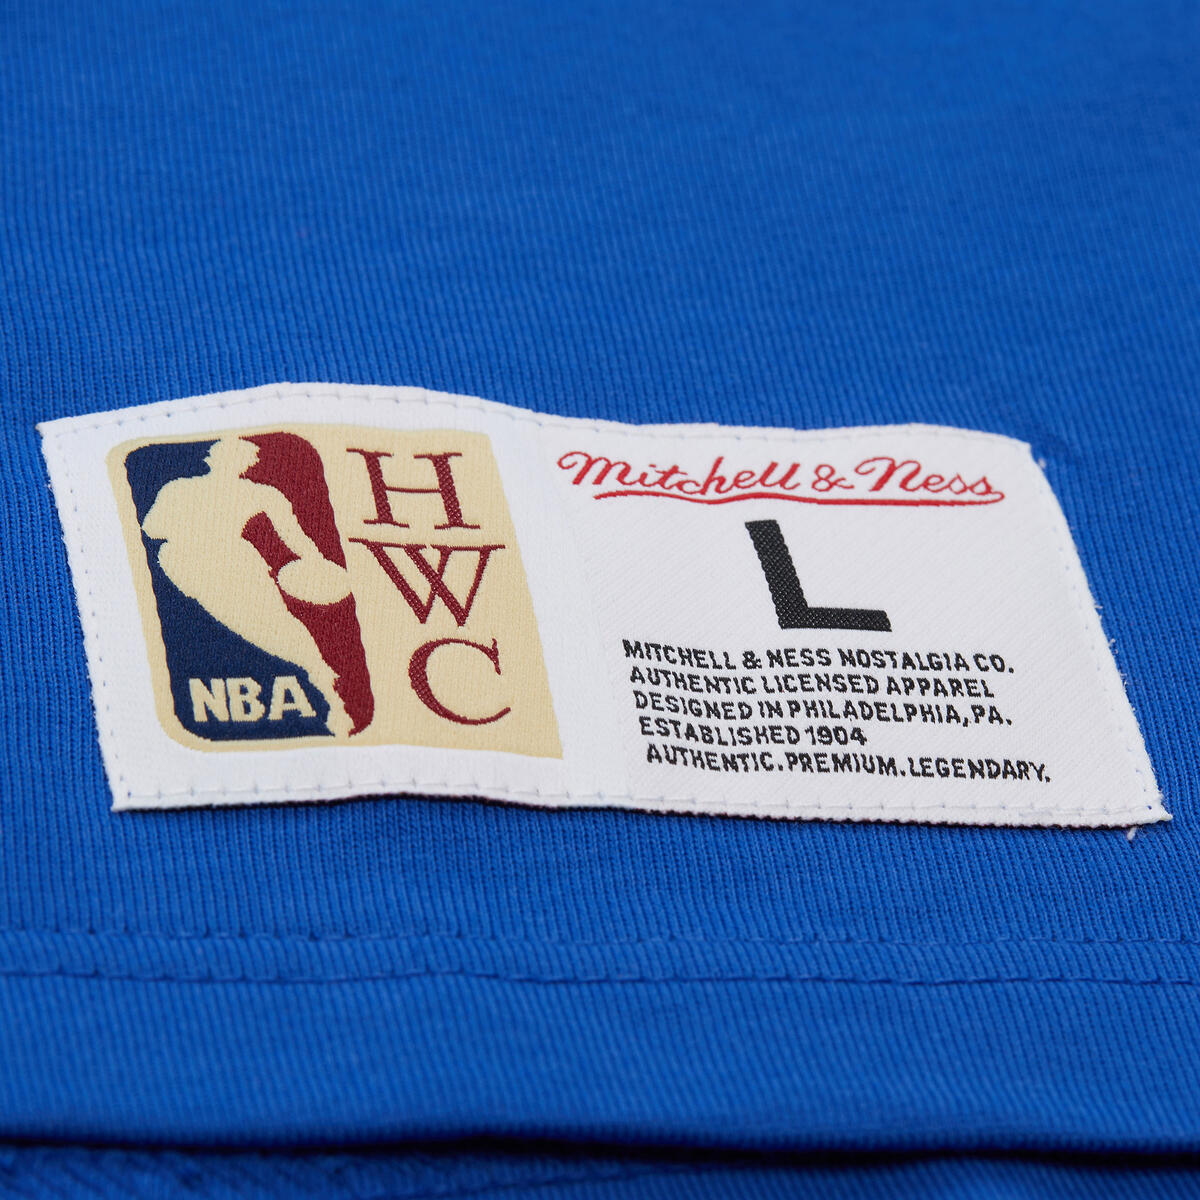 NBA
H
W
C
Mitchell & Ness
L
MITCHELL & NESS NOSTALGIA CO.
AUTHENTIC LICENSED APPAREL
DESIGNED IN PHILADELPHIA, PA.
ESTABLISHED 1904
AUTHENTIC. PREMIUM. LEGENDARY.